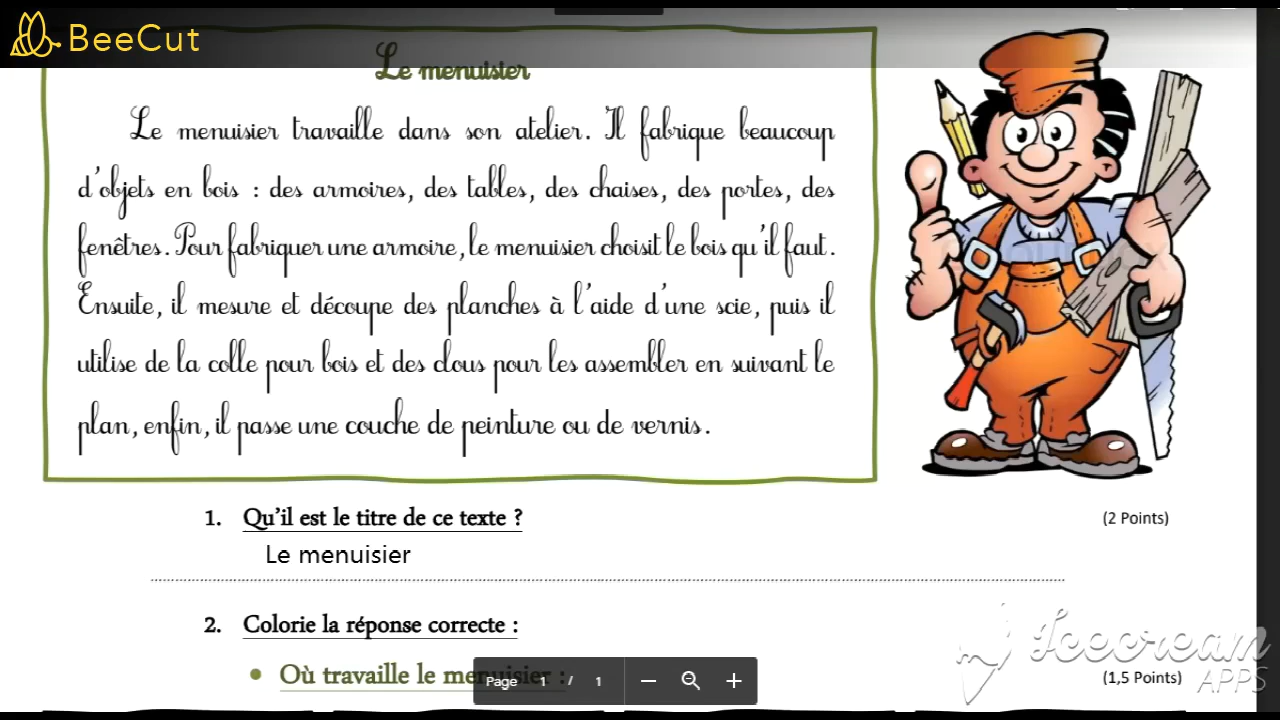 BeeCut
Le menuisier
Le menuisier travaille dans son atelier. Il fabrique beaucoup
d'objets en bois : des armoires, des tables, des chaises, des portes, des
fenêtres. Pour fabriquer une armoire, le menuisier choisit le bois qu'il faut.
Ensuite, il mesure et découpe des planches à l'aide d'une scie, puis il
utilise de la colle pour bois et des clous pour les assembler en suivant le
plan, enfin, il passe une couche de peinture ou de vernis.
1. Qu'il est le titre de ce texte ? (2 Points)
Le menuisier
2. Colorie la réponse correcte :
• Où travaille le menuisier : (1,5 Points)
Page 1 / 1
Icecream
APPS